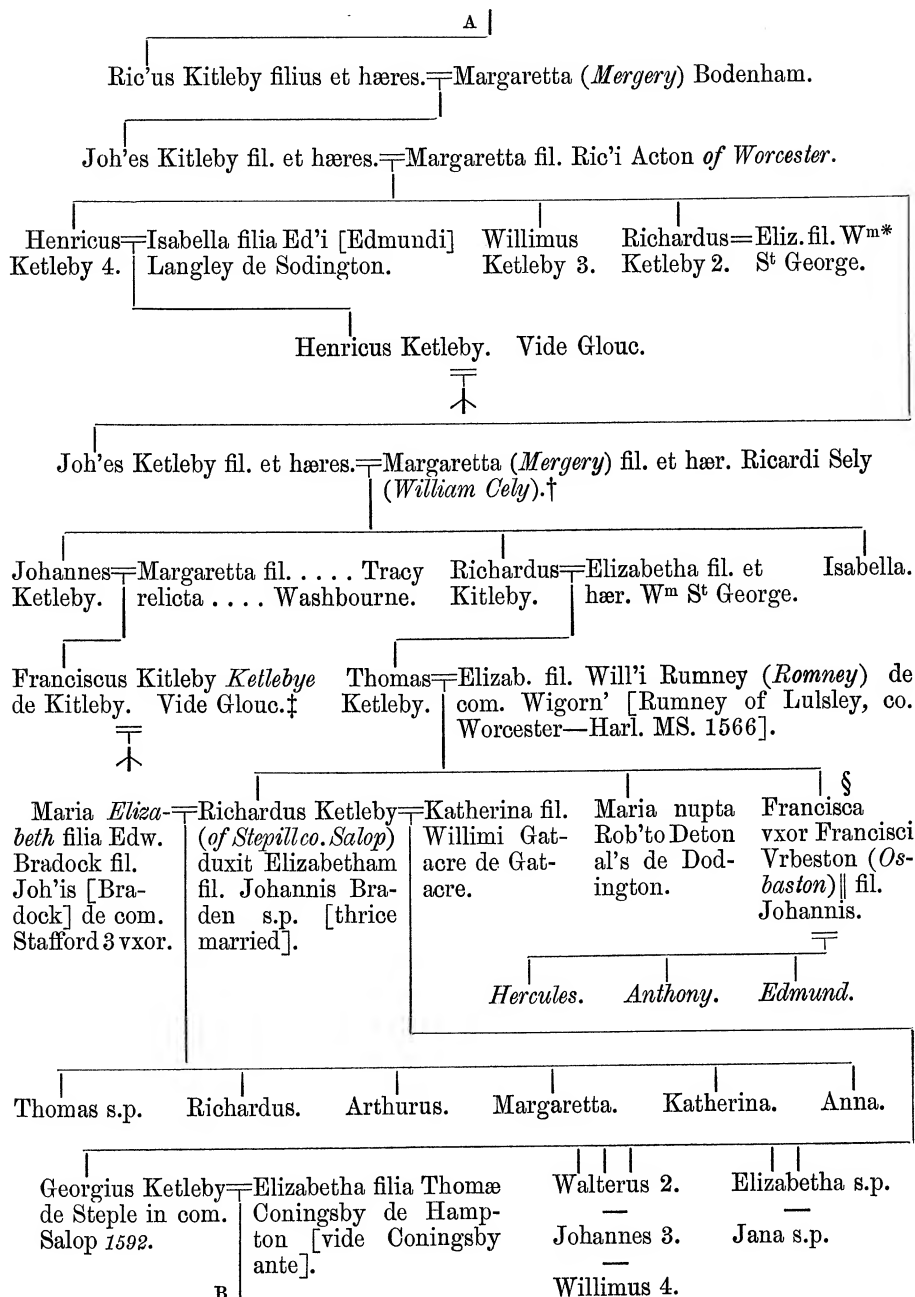 A
Ric'us Kitleby filius et hæres.=Margaretta (Mergery) Bodenham.
Joh'es Kitleby fil. et hæres.=Margaretta fil. Ric'i Acton of Worcester.
Henricus=Isabella filia Ed'i [Edmundi]
Ketleby 4. Langley de Sodington.
Willimus
Ketleby 3.
Richardus=Eliz. fil. Wm*
Ketleby 2. St George.
Henricus Ketleby. Vide Glouc.
Joh'es Ketleby fil. et hæres.=Margaretta (Mergery) fil. et hær. Ricardi Sely
(William Cely).†
Johannes=Margaretta fil. . . . . . Tracy
Ketleby. relicta . . . . Washbourne.
Richardus=Elizabetha fil. et
Kitleby. hær. Wm St George.
Isabella.
Franciscus Kitleby Ketlebye
de Kitleby. Vide Glouc.‡
Thomas=Elizab. fil. Will'i Rumney (Romney) de
Ketleby. com. Wigorn' [Rumney of Lulsley, co.
Worcester—Harl. MS. 1566].
Maria Eliza-
beth filia Edw.
Bradock fil.
Joh'is [Bra-
dock] de com.
Stafford 3 vxor.
=Richardus Ketleby=
(of Stepill co. Salop)
duxit Elizabetham
fil. Johannis Bra-
den s.p. [thrice
married].
Katherina fil.
Willimi Gat-
acre de Gat-
acre.
Maria nupta
Rob'to Deton
al's de Dod-
ington.
§
Francisca
vxor Francisci
Vrbeston (Os-
baston)|| fil.
Johannis.
Hercules. Anthony. Edmund.
Thomas s.p. Richardus. Arthurus. Margaretta. Katherina. Anna.
Georgius Ketleby=Elizabetha filia Thomæ
de Steple in com. Coningsby de Hamp-
Salop 1592. ton [vide Coningsby
ante].
Walterus 2.
Johannes 3.
Willimus 4.
Elizabetha s.p.
Jana s.p.
B